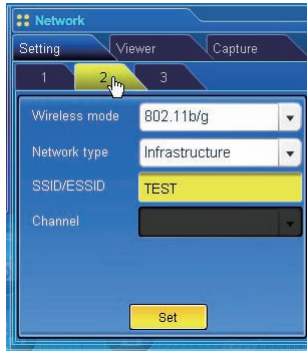 Network
Setting Viewer Capture
1 2 3
Wireless mode 802.11b/g
Network type Infrastructure
SSID/ESSID TEST
Channel
Set